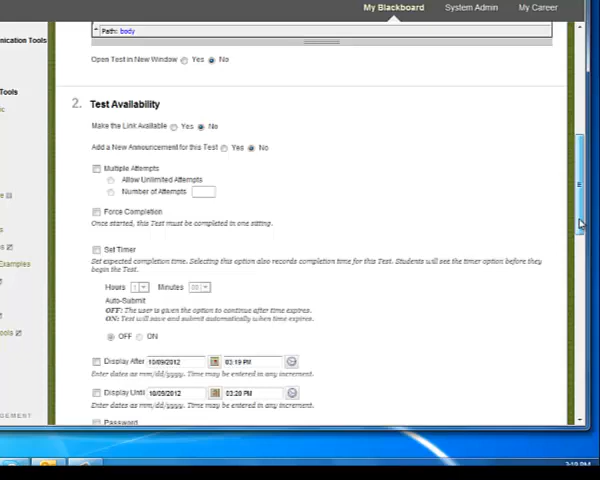 My Blackboard System Admin My Career
nication Tools
Path: body
Open Test in New Window Yes No
Tools
2. Test Availability
Make the Link Available Yes No
Add a New Announcement for this Test Yes No
Multiple Attempts
Allow Unlimited Attempts
Number of Attempts
Force Completion
Once started, this Test must be completed in one sitting.
Set Timer
Set expected completion time. Selecting this option also records completion time for this Test. Students will see the timer option before they
begin the Test.
Examples
Hours 1 Minutes 00
Auto-Submit
OFF: The user is given the option to continue after time expires.
ON: Test will save and submit automatically when time expires.
ools
OFF ON
Display After 10/09/2012 03:19 PM
Enter dates as mm/dd/yyyy. Time may be entered in any increment.
Display Until 10/09/2012 03:20 PM
Enter dates as mm/dd/yyyy. Time may be entered in any increment.
GEMENT
Password